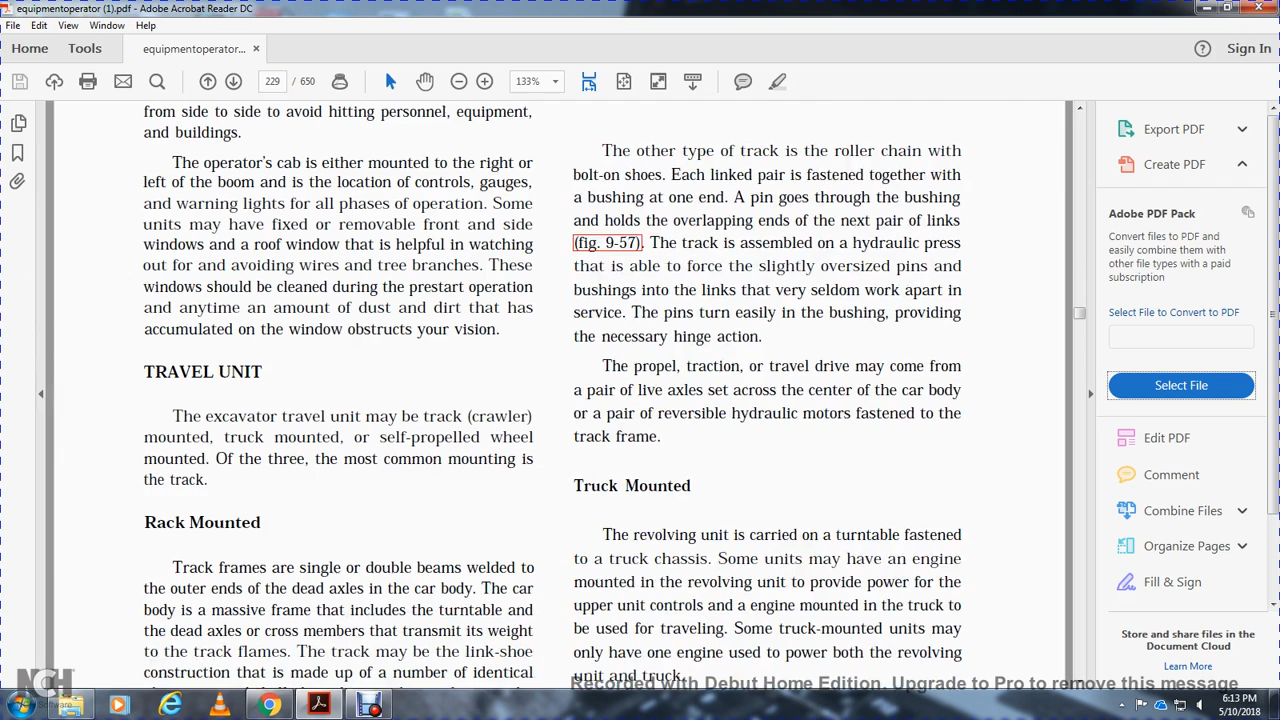 equipmentoperator (1).pdf - Adobe Acrobat Reader DC
File Edit View Window Help
Home Tools equipmentoperator... × Sign In
229 / 650 133%
from side to side to avoid hitting personnel, equipment,
and buildings.
The operator's cab is either mounted to the right or
left of the boom and is the location of controls, gauges,
and warning lights for all phases of operation. Some
units may have fixed or removable front and side
windows and a roof window that is helpful in watching
out for and avoiding wires and tree branches. These
windows should be cleaned during the prestart operation
and anytime an amount of dust and dirt that has
accumulated on the window obstructs your vision.
TRAVEL UNIT
The excavator travel unit may be track (crawler)
mounted, truck mounted, or self-propelled wheel
mounted. Of the three, the most common mounting is
the track.
Rack Mounted
Track frames are single or double beams welded to
the outer ends of the dead axles in the car body. The car
body is a massive frame that includes the turntable and
the dead axles or cross members that transmit its weight
to the track flames. The track may be the link-shoe
construction that is made up of a number of identical
The other type of track is the roller chain with
bolt-on shoes. Each linked pair is fastened together with
a bushing at one end. A pin goes through the bushing
and holds the overlapping ends of the next pair of links
(fig. 9-57). The track is assembled on a hydraulic press
that is able to force the slightly oversized pins and
bushings into the links that very seldom work apart in
service. The pins turn easily in the bushing, providing
the necessary hinge action.
The propel, traction, or travel drive may come from
a pair of live axles set across the center of the car body
or a pair of reversible hydraulic motors fastened to the
track frame.
Truck Mounted
The revolving unit is carried on a turntable fastened
to a truck chassis. Some units may have an engine
mounted in the revolving unit to provide power for the
upper unit controls and a engine mounted in the truck to
be used for traveling. Some truck-mounted units may
only have one engine used to power both the revolving
unit and truck.
Export PDF
Create PDF
Adobe PDF Pack
Convert files to PDF and
easily combine them with
other file types with a paid
subscription
Select File to Convert to PDF
Select File
Edit PDF
Comment
Combine Files
Organize Pages
Fill & Sign
Store and share files in the
Document Cloud
Learn More
NCH Software
Recorded with Debut Home Edition. Upgrade to Pro to remove this message
6:13 PM
5/10/2018